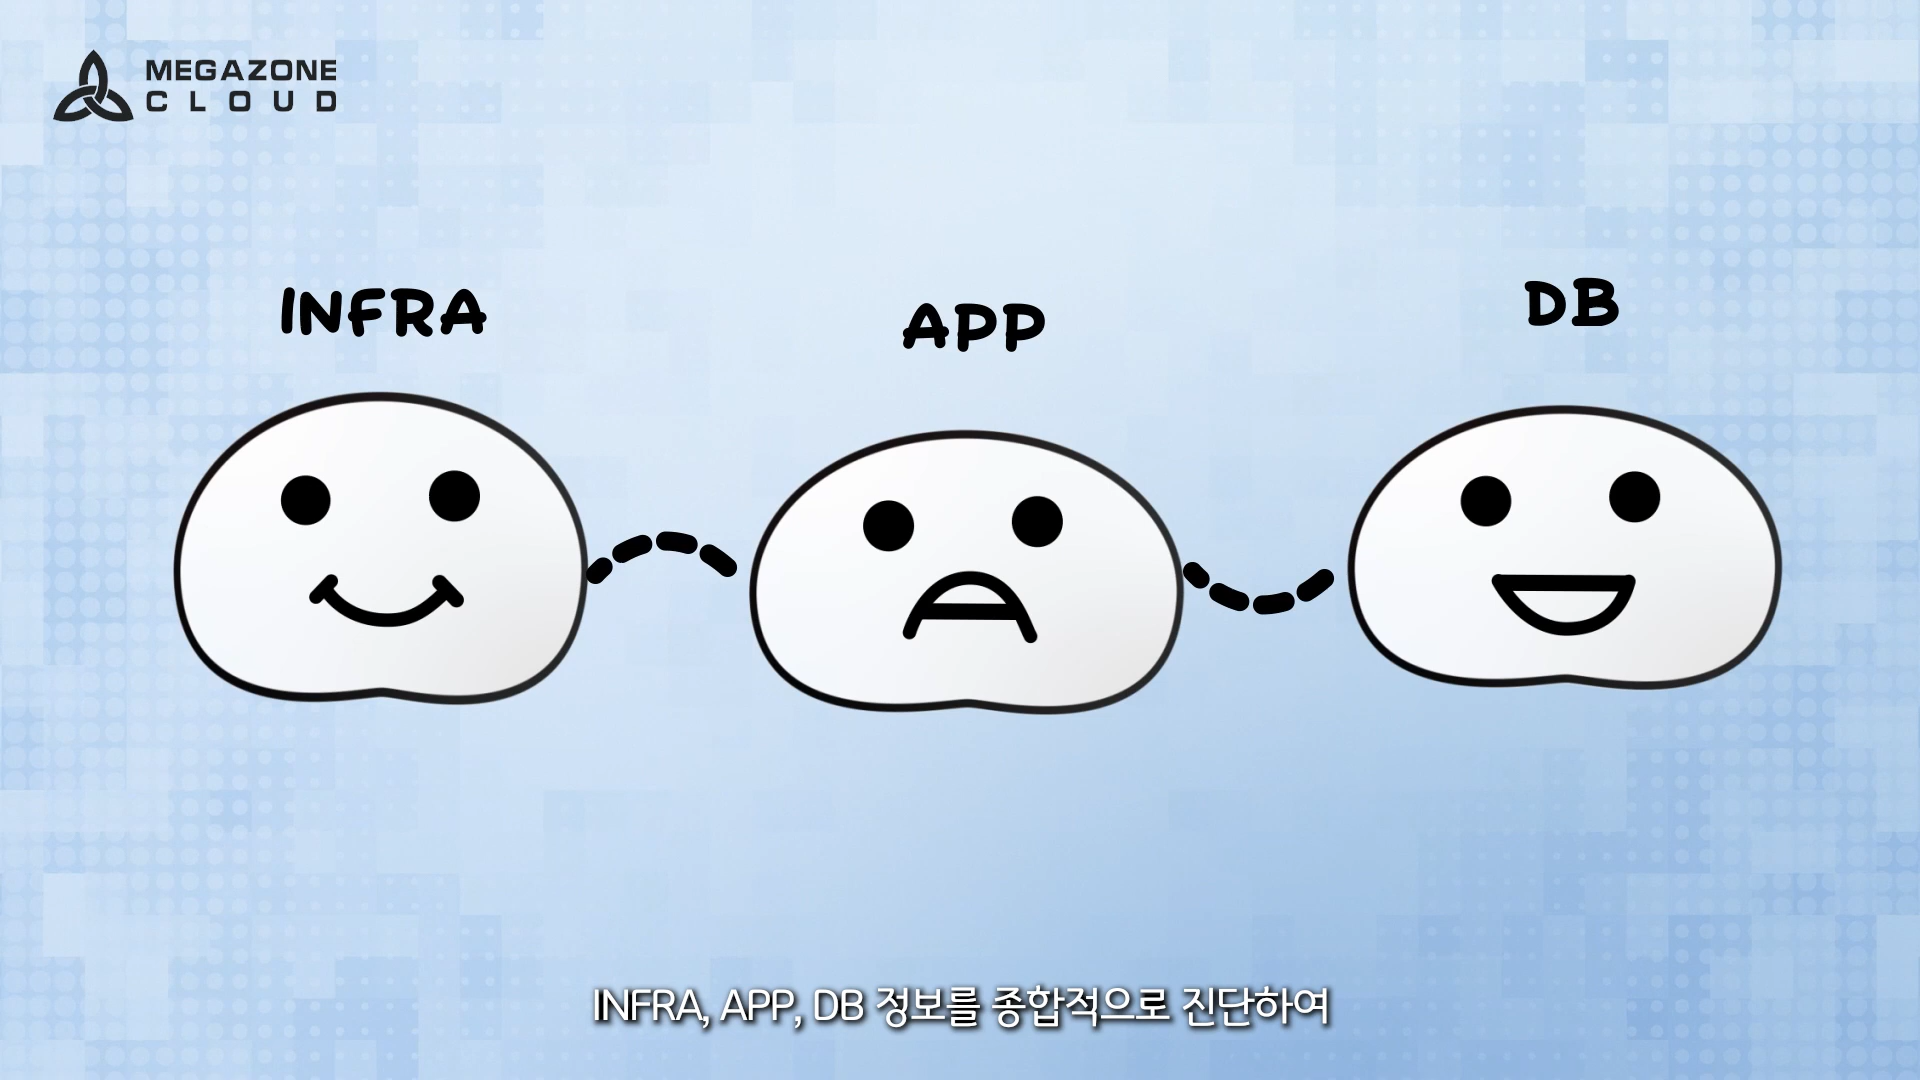 MEGAZONE
CLOUD
INFRA
APP
DB
INFRA, APP, DB 정보를 종합적으로 진단하여